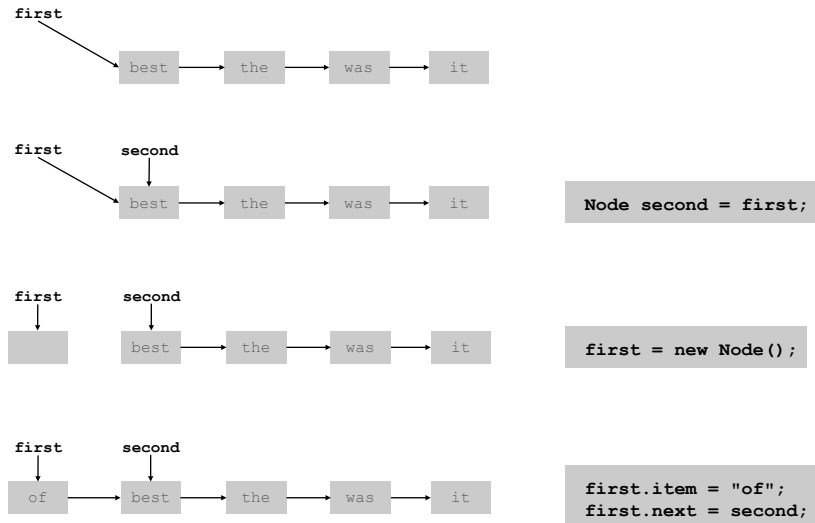 first
best the was it
first second
best the was it
Node second = first;
first second
best the was it
first = new Node();
first second
of best the was it
first.item = "of";
first.next = second;